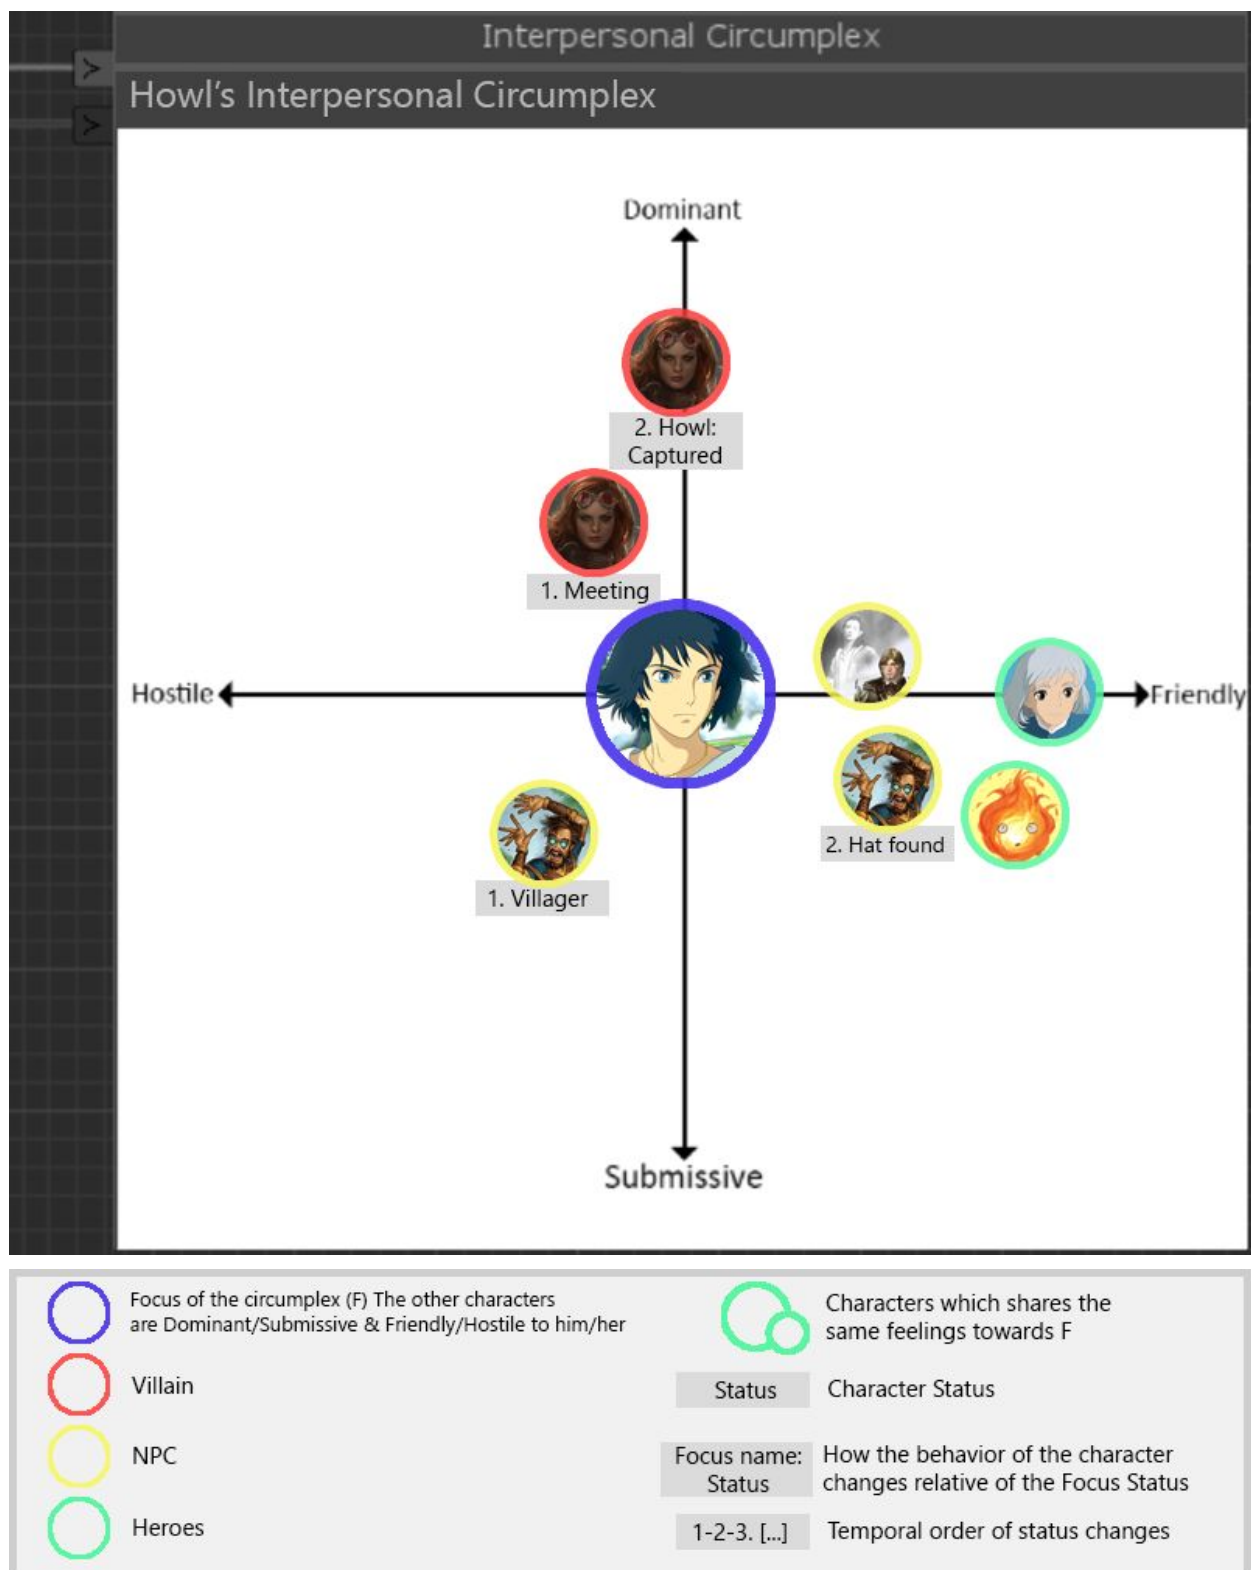 Interpersonal Circumplex
Howl's Interpersonal Circumplex
Dominant
2. Howl:
Captured
1. Meeting
Hostile
Friendly
2. Hat found
1. Villager
Submissive
Focus of the circumplex (F) The other characters
are Dominant/Submissive & Friendly/Hostile to him/her
Villain
NPC
Heroes
Characters which shares the
same feelings towards F
Status
Character Status
Focus name:
Status
How the behavior of the character
changes relative of the Focus Status
1-2-3. [...]
Temporal order of status changes